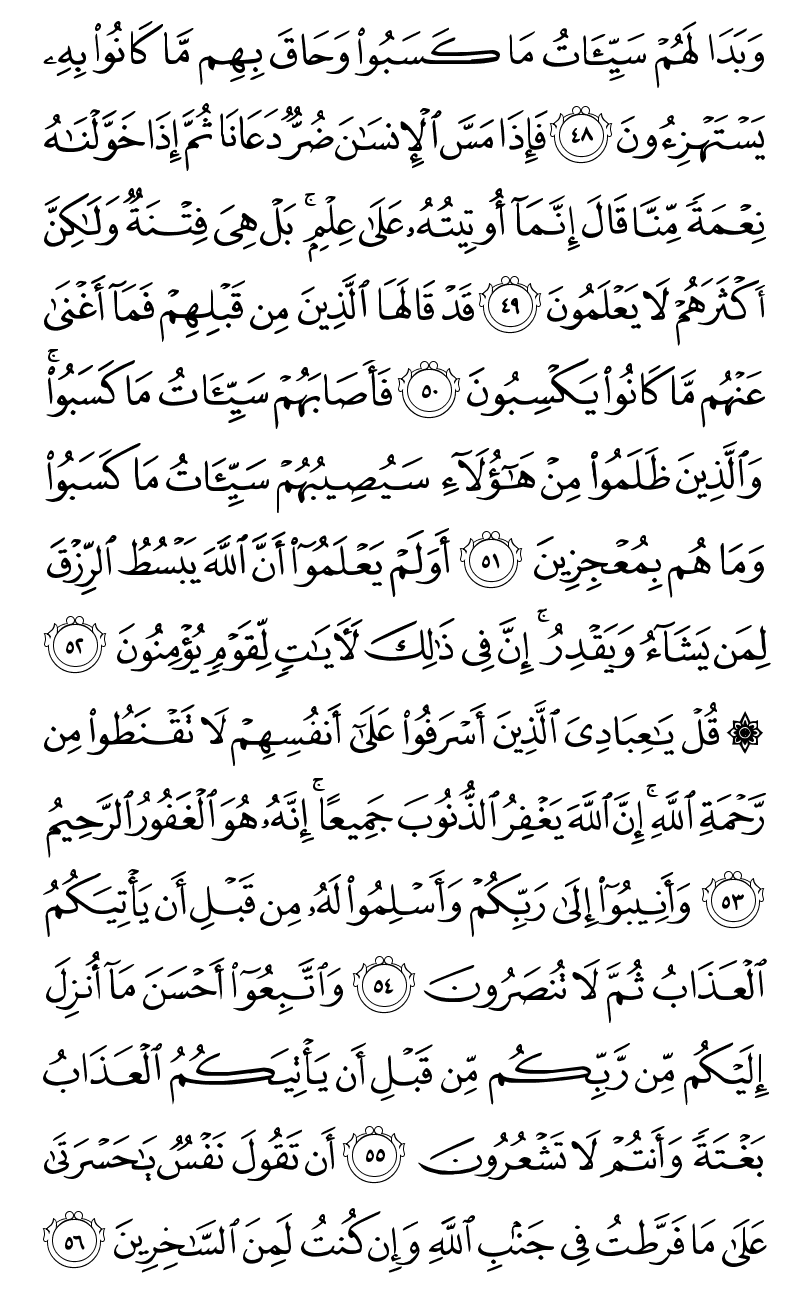 وَبَدَا لَهُمْ سَيِّـَٔاتُ مَا كَسَبُوا۟ وَحَاقَ بِهِم مَّا كَانُوا۟ بِهِۦ
يَسْتَهْزِءُونَ ٤٨ فَإِذَا مَسَّ ٱلْإِنسَـٰنَ ضُرٌّ دَعَانَا ثُمَّ إِذَا خَوَّلْنَـٰهُ
نِعْمَةً مِّنَّا قَالَ إِنَّمَآ أُوتِيتُهُۥ عَلَىٰ عِلْمٍۭ ۚ بَلْ هِىَ فِتْنَةٌ وَلَـٰكِنَّ
أَكْثَرَهُمْ لَا يَعْلَمُونَ ٤٩ قَدْ قَالَهَا ٱلَّذِينَ مِن قَبْلِهِمْ فَمَآ أَغْنَىٰ
عَنْهُم مَّا كَانُوا۟ يَكْسِبُونَ ٥٠ فَأَصَابَهُمْ سَيِّـَٔاتُ مَا كَسَبُوا۟ ۚ
وَٱلَّذِينَ ظَلَمُوا۟ مِنْ هَـٰٓؤُلَآءِ سَيُصِيبُهُمْ سَيِّـَٔاتُ مَا كَسَبُوا۟
وَمَا هُم بِمُعْجِزِينَ ٥١ أَوَلَمْ يَعْلَمُوٓا۟ أَنَّ ٱللَّهَ يَبْسُطُ ٱلرِّزْقَ
لِمَن يَشَآءُ وَيَقْدِرُ ۚ إِنَّ فِى ذَٰلِكَ لَـَٔايَـٰتٍ لِّقَوْمٍ يُؤْمِنُونَ ٥٢
۞ قُلْ يَـٰعِبَادِىَ ٱلَّذِينَ أَسْرَفُوا۟ عَلَىٰٓ أَنفُسِهِمْ لَا تَقْنَطُوا۟ مِن
رَّحْمَةِ ٱللَّهِ ۚ إِنَّ ٱللَّهَ يَغْفِرُ ٱلذُّنُوبَ جَمِيعًا ۚ إِنَّهُۥ هُوَ ٱلْغَفُورُ ٱلرَّحِيمُ
٥٣ وَأَنِيبُوٓا۟ إِلَىٰ رَبِّكُمْ وَأَسْلِمُوا۟ لَهُۥ مِن قَبْلِ أَن يَأْتِيَكُمُ
ٱلْعَذَابُ ثُمَّ لَا تُنصَرُونَ ٥٤ وَٱتَّبِعُوٓا۟ أَحْسَنَ مَآ أُنزِلَ
إِلَيْكُم مِّن رَّبِّكُم مِّن قَبْلِ أَن يَأْتِيَكُمُ ٱلْعَذَابُ
بَغْتَةً وَأَنتُمْ لَا تَشْعُرُونَ ٥٥ أَن تَقُولَ نَفْسٌ يَـٰحَسْرَتَىٰ
عَلَىٰ مَا فَرَّطتُ فِى جَنۢبِ ٱللَّهِ وَإِن كُنتُ لَمِنَ ٱلسَّـٰخِرِينَ ٥٦